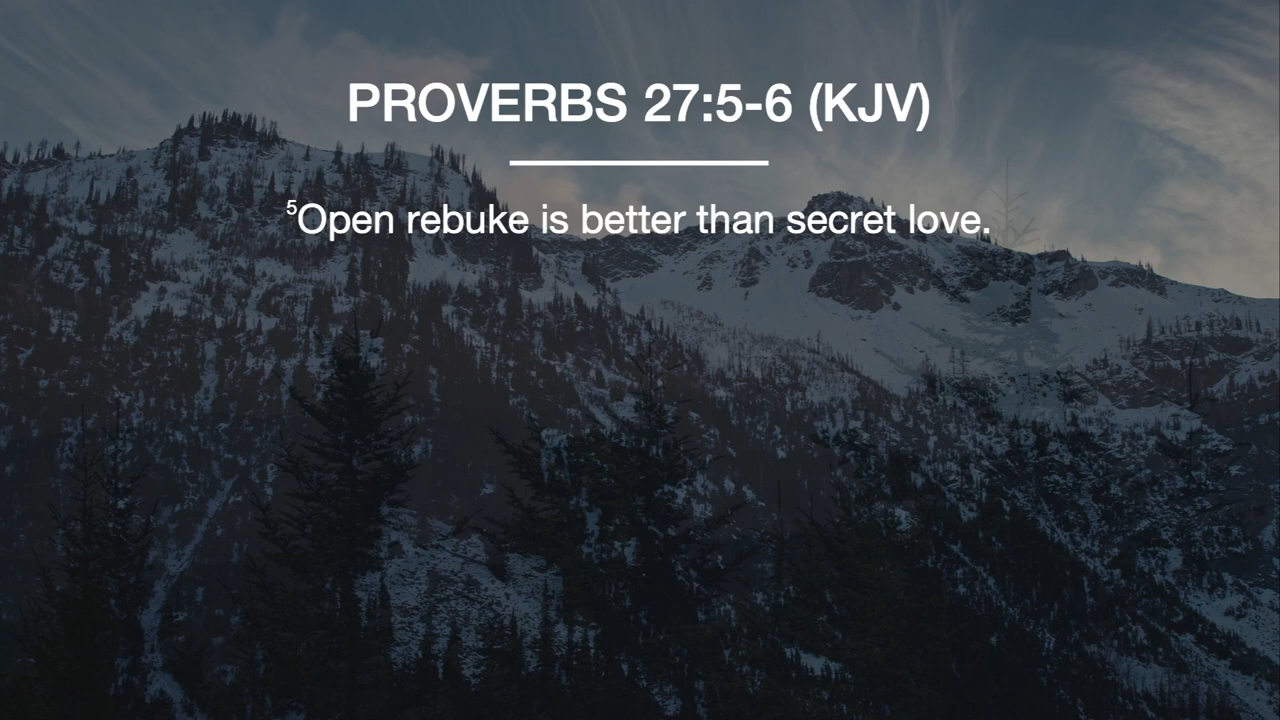 PROVERBS 27:5-6 (KJV)
⁵Open rebuke is better than secret love.